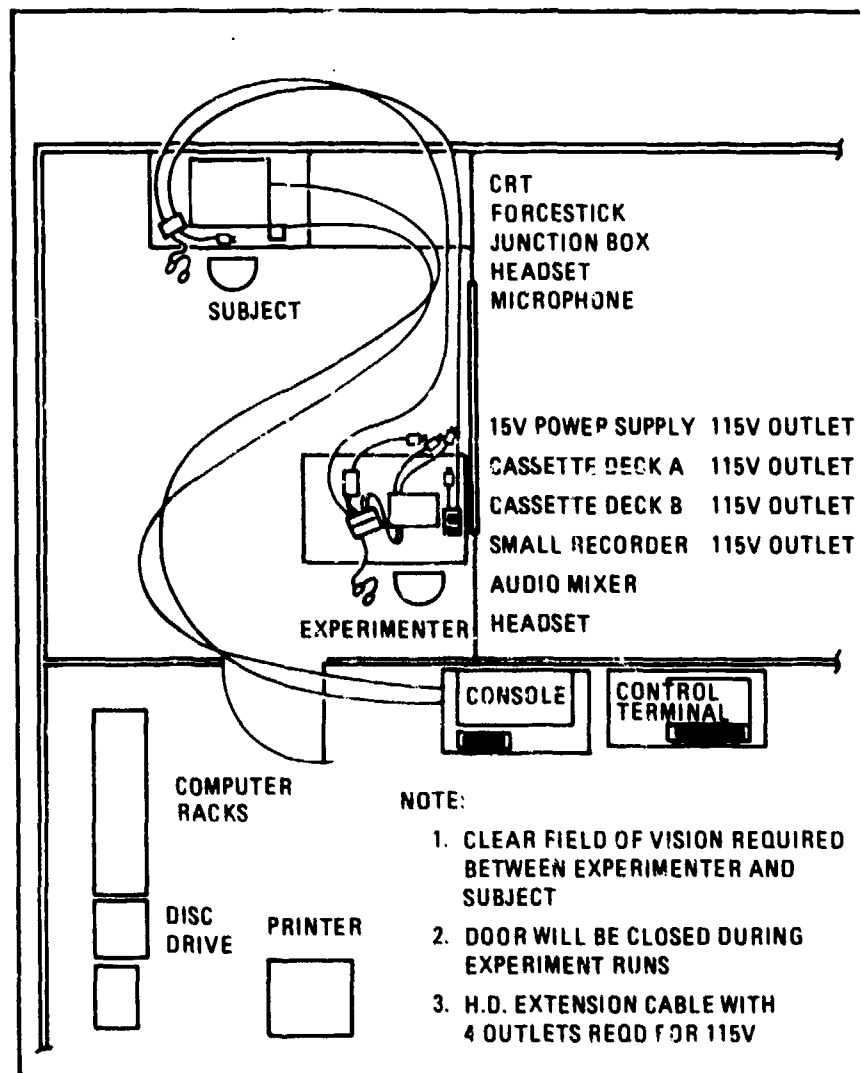 CRT
FORCESTICK
JUNCTION BOX
HEADSET
MICROPHONE
SUBJECT
15V POWER SUPPLY 115V OUTLET
CASSETTE DECK A 115V OUTLET
CASSETTE DECK B 115V OUTLET
SMALL RECORDER 115V OUTLET
AUDIO MIXER
EXPERIMENTER HEADSET
CONSOLE
CONTROL
TERMINAL
COMPUTER
RACKS
DISC
DRIVE
PRINTER
NOTE:
1. CLEAR FIELD OF VISION REQUIRED
BETWEEN EXPERIMENTER AND
SUBJECT
2. DOOR WILL BE CLOSED DURING
EXPERIMENT RUNS
3. H.D. EXTENSION CABLE WITH
4 OUTLETS REQD FOR 115V